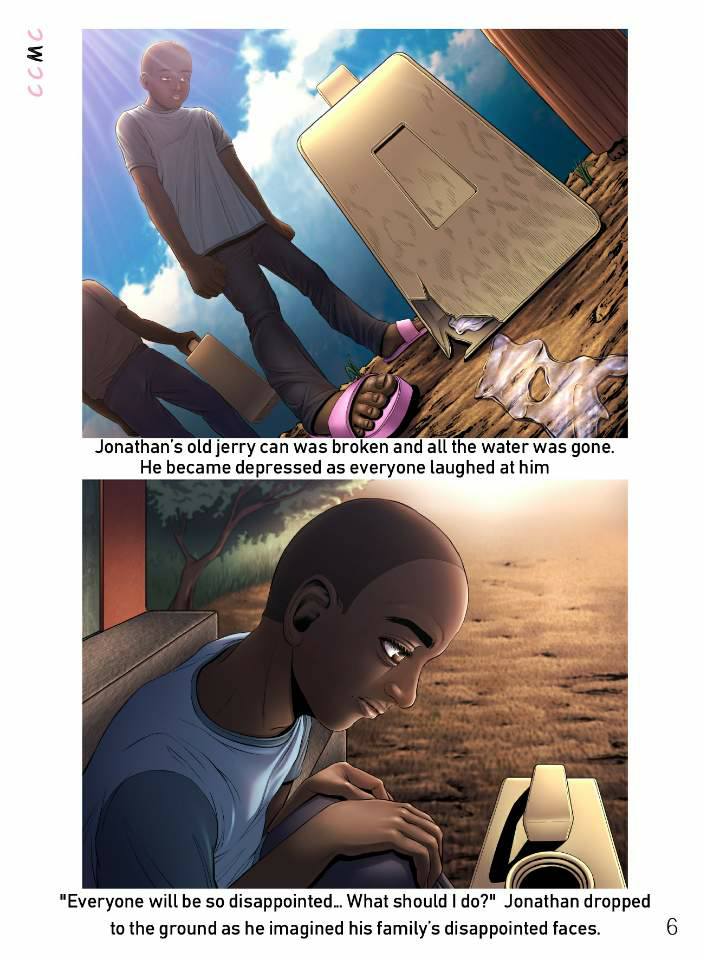 CCMC
Jonathan's old jerry can was broken and all the water was gone.
He became depressed as everyone laughed at him
"Everyone will be so disappointed... What should I do?" Jonathan dropped
to the ground as he imagined his family's disappointed faces.
6